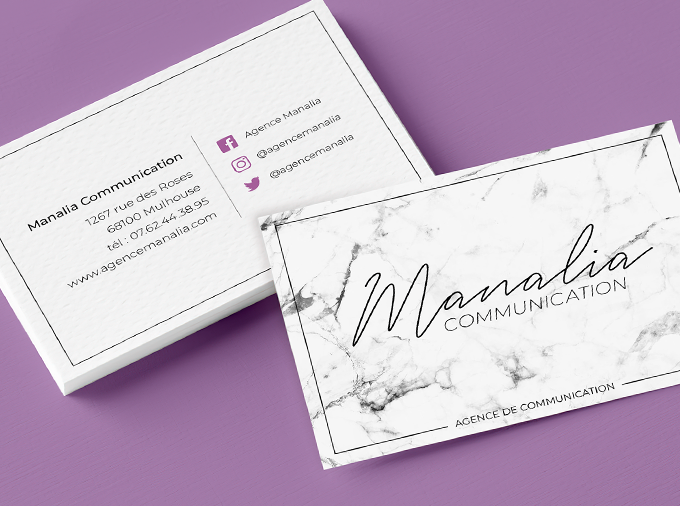 Manalia Communication
1267 rue des Roses
68100 Mulhouse
tél : 07.62.44.38.95
www.agencemanalia.com
Agence Manalia
@agencemanalia
@agencemanalia
Manalia
COMMUNICATION
AGENCE DE COMMUNICATION